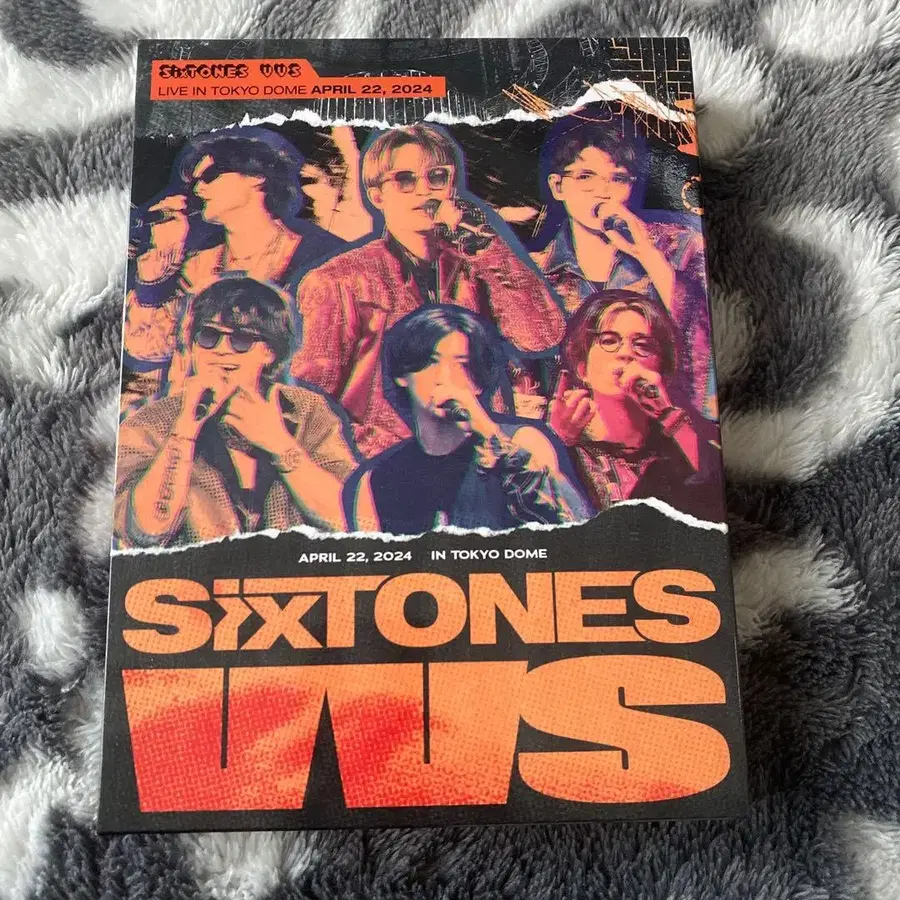 SixTONES VVS
LIVE IN TOKYO DOME APRIL 22, 2024
APRIL 22, 2024 IN TOKYO DOME
SixTONES
VVS